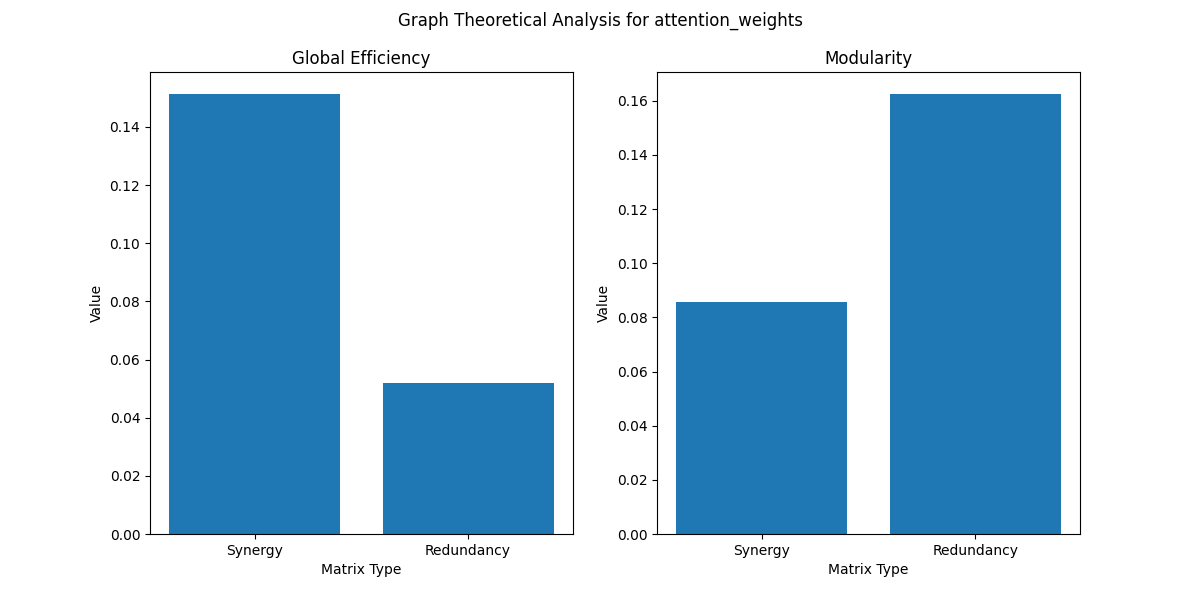 Graph Theoretical Analysis for attention_weights
Global Efficiency
Value
0.14
0.12
0.10
0.08
0.06
0.04
0.02
0.00
Synergy Redundancy
Matrix Type
Modularity
Value
0.16
0.14
0.12
0.10
0.08
0.06
0.04
0.02
0.00
Synergy Redundancy
Matrix Type